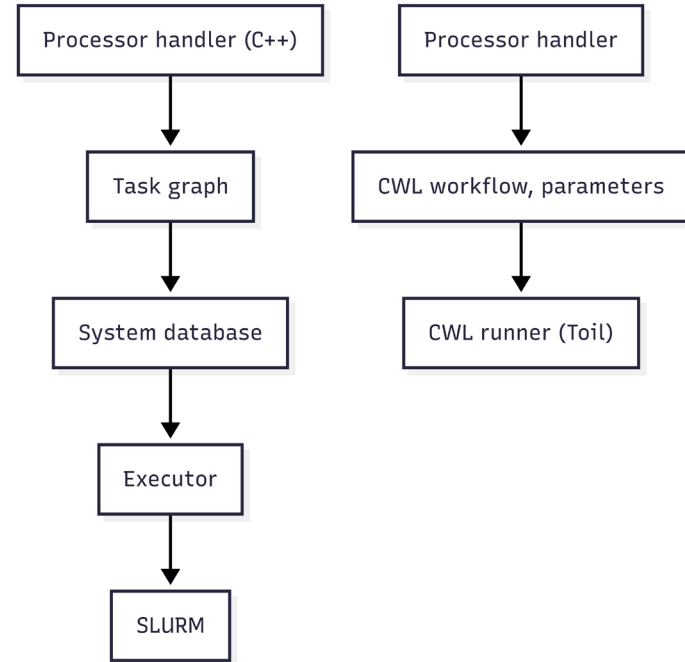 Processor handler (C++)
Task graph
System database
Executor
SLURM
Processor handler
CWL workflow, parameters
CWL runner (Toil)